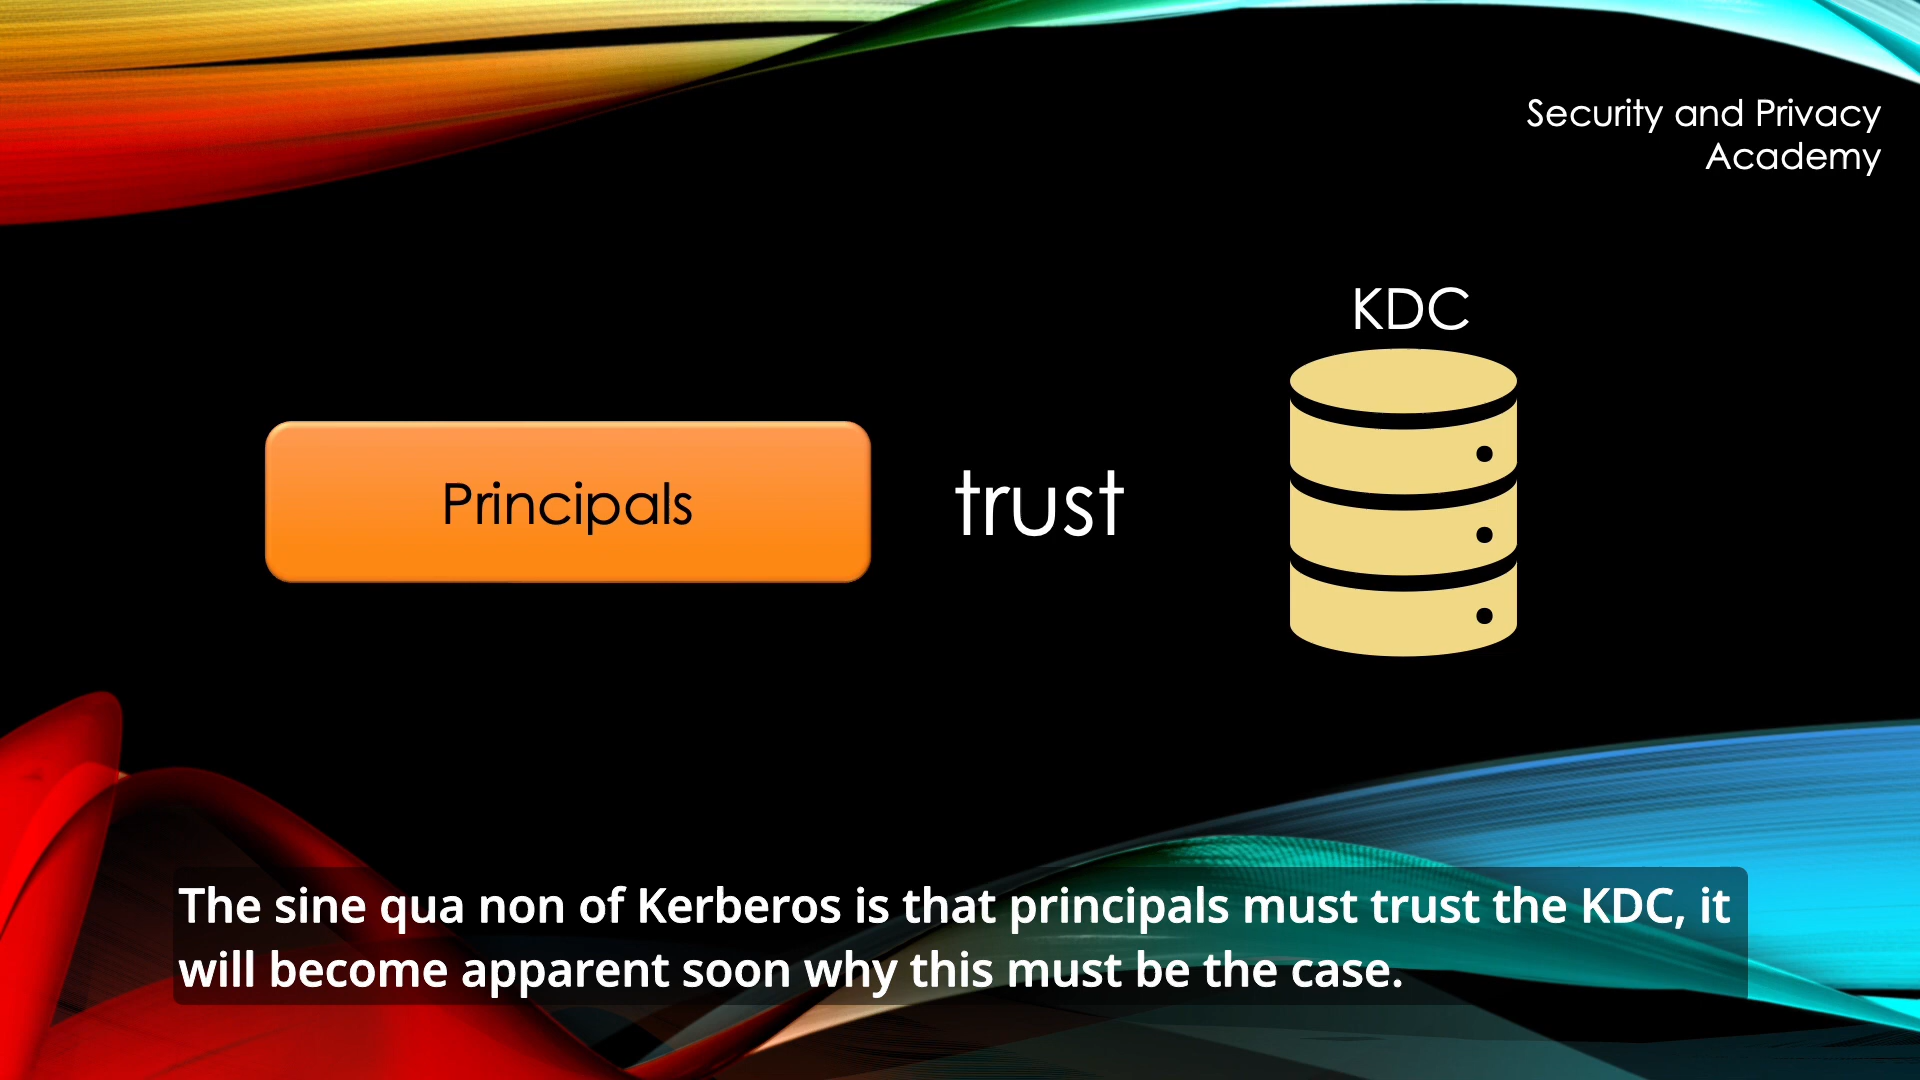 Security and Privacy
Academy
KDC
Principals
trust
The sine qua non of Kerberos is that principals must trust the KDC, it
will become apparent soon why this must be the case.